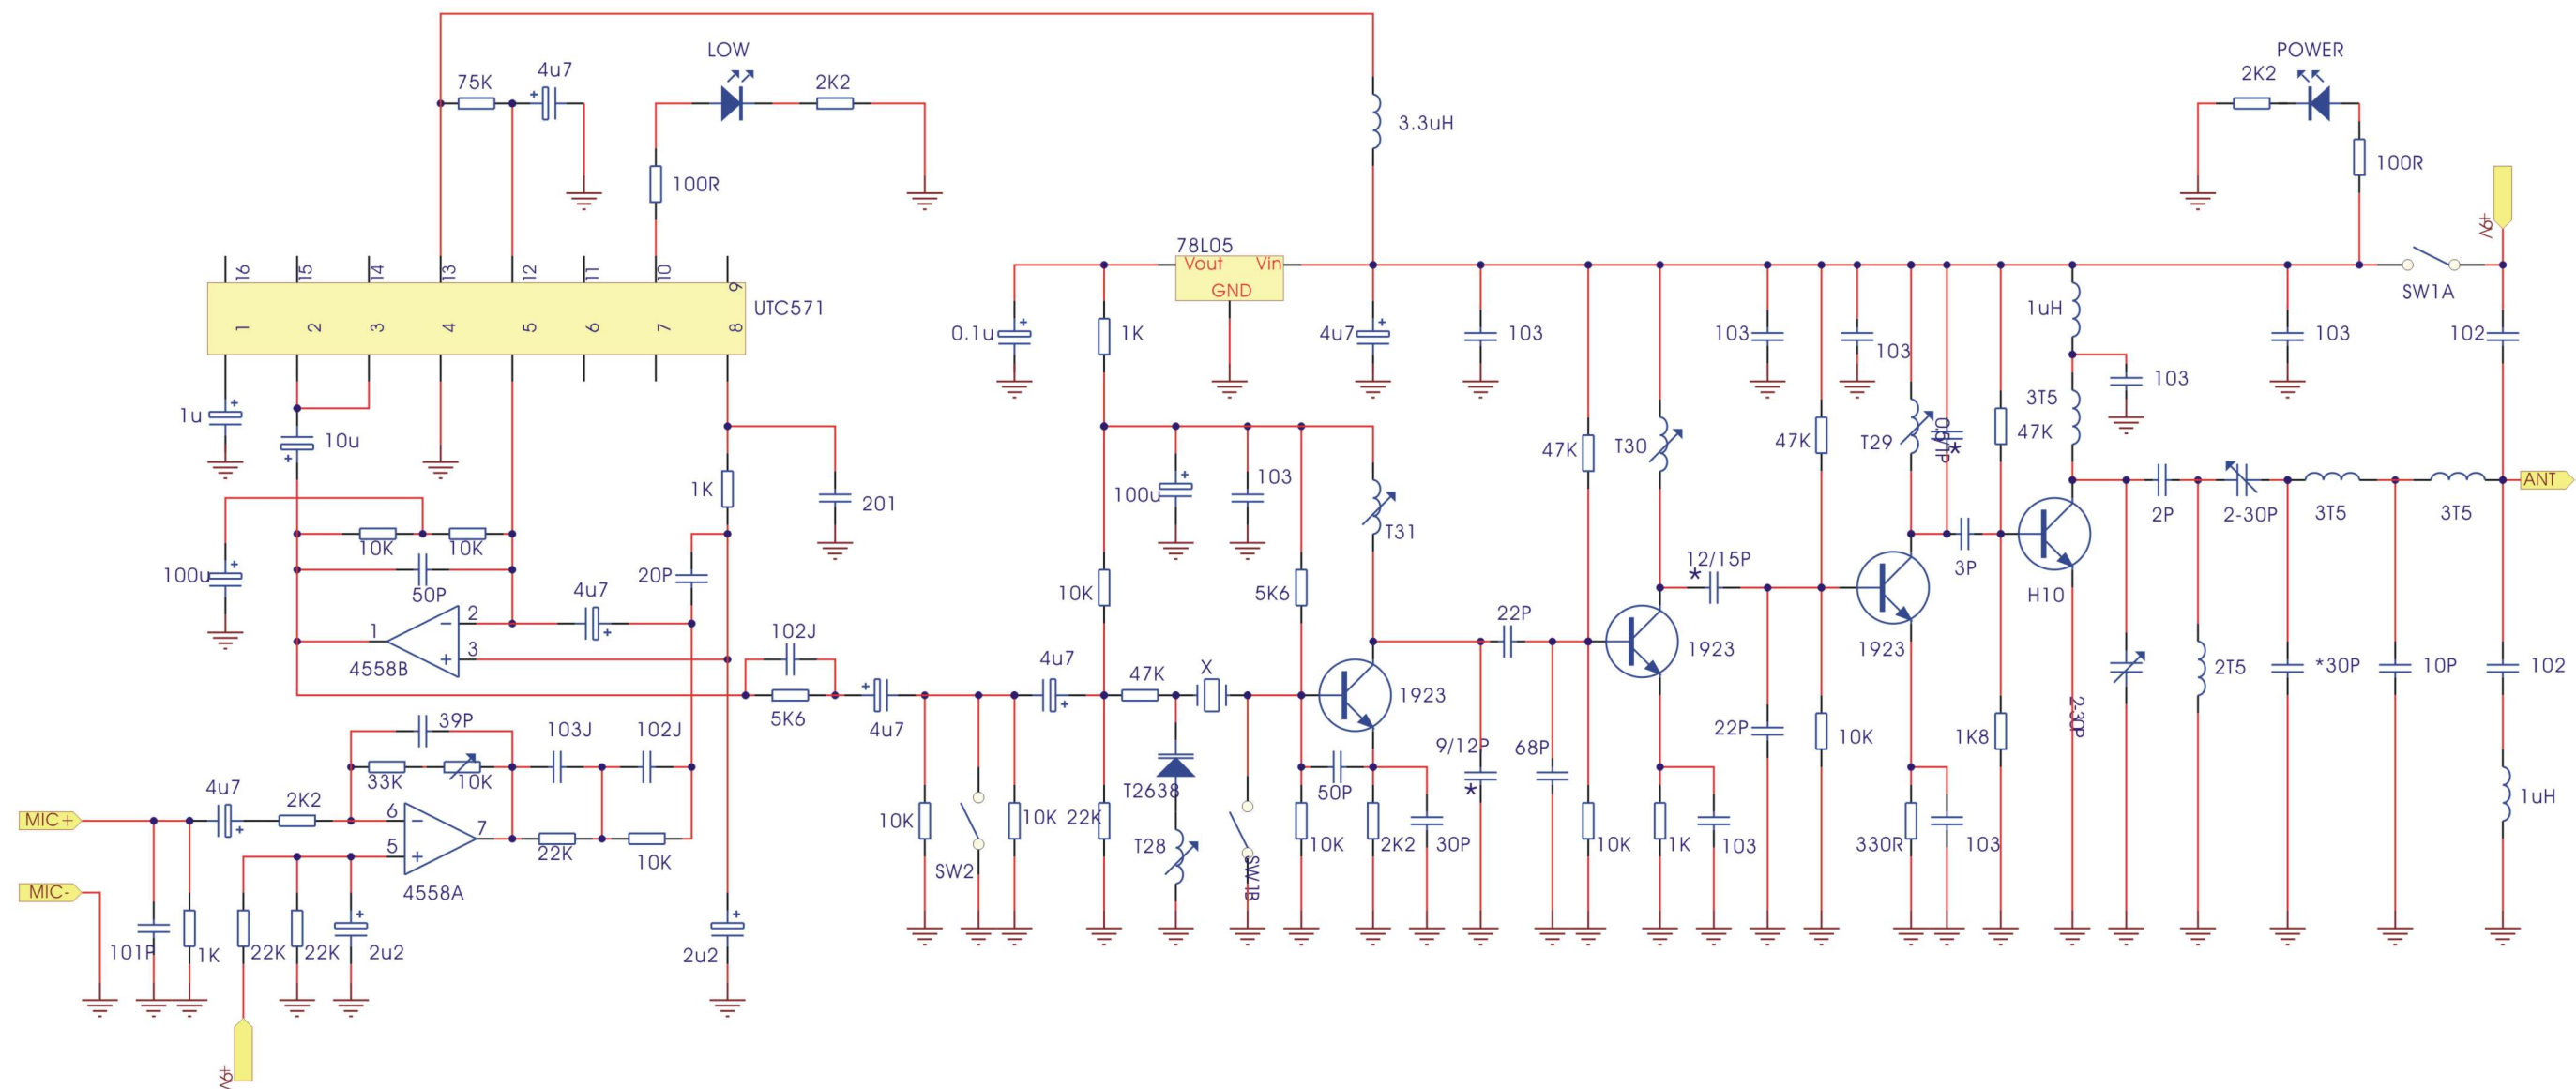 LOW
POWER
75K
4u7
2K2
2K2
3.3uH
100R
100R
+9V
16
15
14
13
12
11
10
9
78L05
Vout
Vin
GND
SW1A
1
2
3
4
5
6
7
8
UTC571
0.1u
1K
4u7
103
103
103
1uH
103
102
103
1u
10u
3T5
47K
T30
47K
T29
0.5/1P
*
47K
47K
1K
201
100u
103
T31
ANT
2P
2-30P
3T5
3T5
10K
10K
100u
50P
20P
4u7
10K
5K6
12/15P
*
3P
H10
2
1
3
4558B
102J
22P
1923
1923
4u7
47K
X
1923
2T5
*30P
10P
102
5K6
4u7
2-30P
39P
103J
102J
33K
10K
9/12P
*
68P
22P
10K
1K8
T2638
50P
1uH
4u7
2K2
MIC+
6
7
5
22K
10K
10K
SW2
10K
22K
T28
SW1B
10K
2K2
30P
10K
1K
103
330R
103
MIC-
4558A
101P
1K
22K
22K
2u2
2u2
+9V